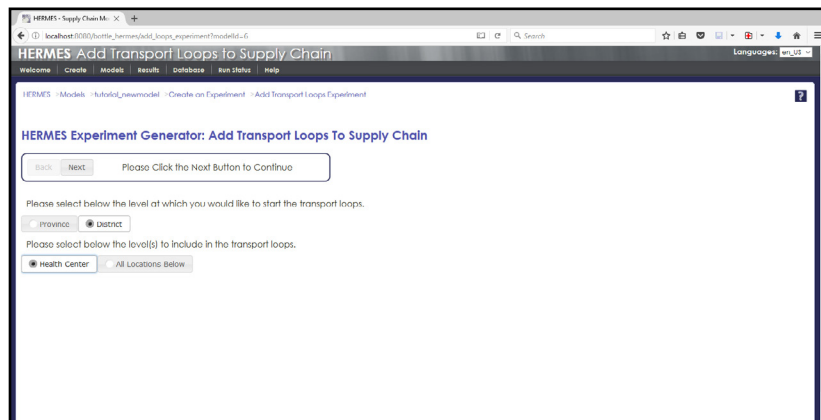 HERMES - Supply Chain Mo
localhost:8080/bottle_hermes/add_loops_experiment?modelId=6
Search
HERMES Add Transport Loops to Supply Chain
Languages: en_US
Welcome Create Models Results Database Run Status Help
HERMES >Models >tutorial_newmodel >Create an Experiment >Add Transport Loops Experiment
?
HERMES Experiment Generator: Add Transport Loops To Supply Chain
Back Next Please Click the Next Button to Continue
Please select below the level at which you would like to start the transport loops.
Province District
Please select below the level(s) to include in the transport loops.
Health Center All Locations Below